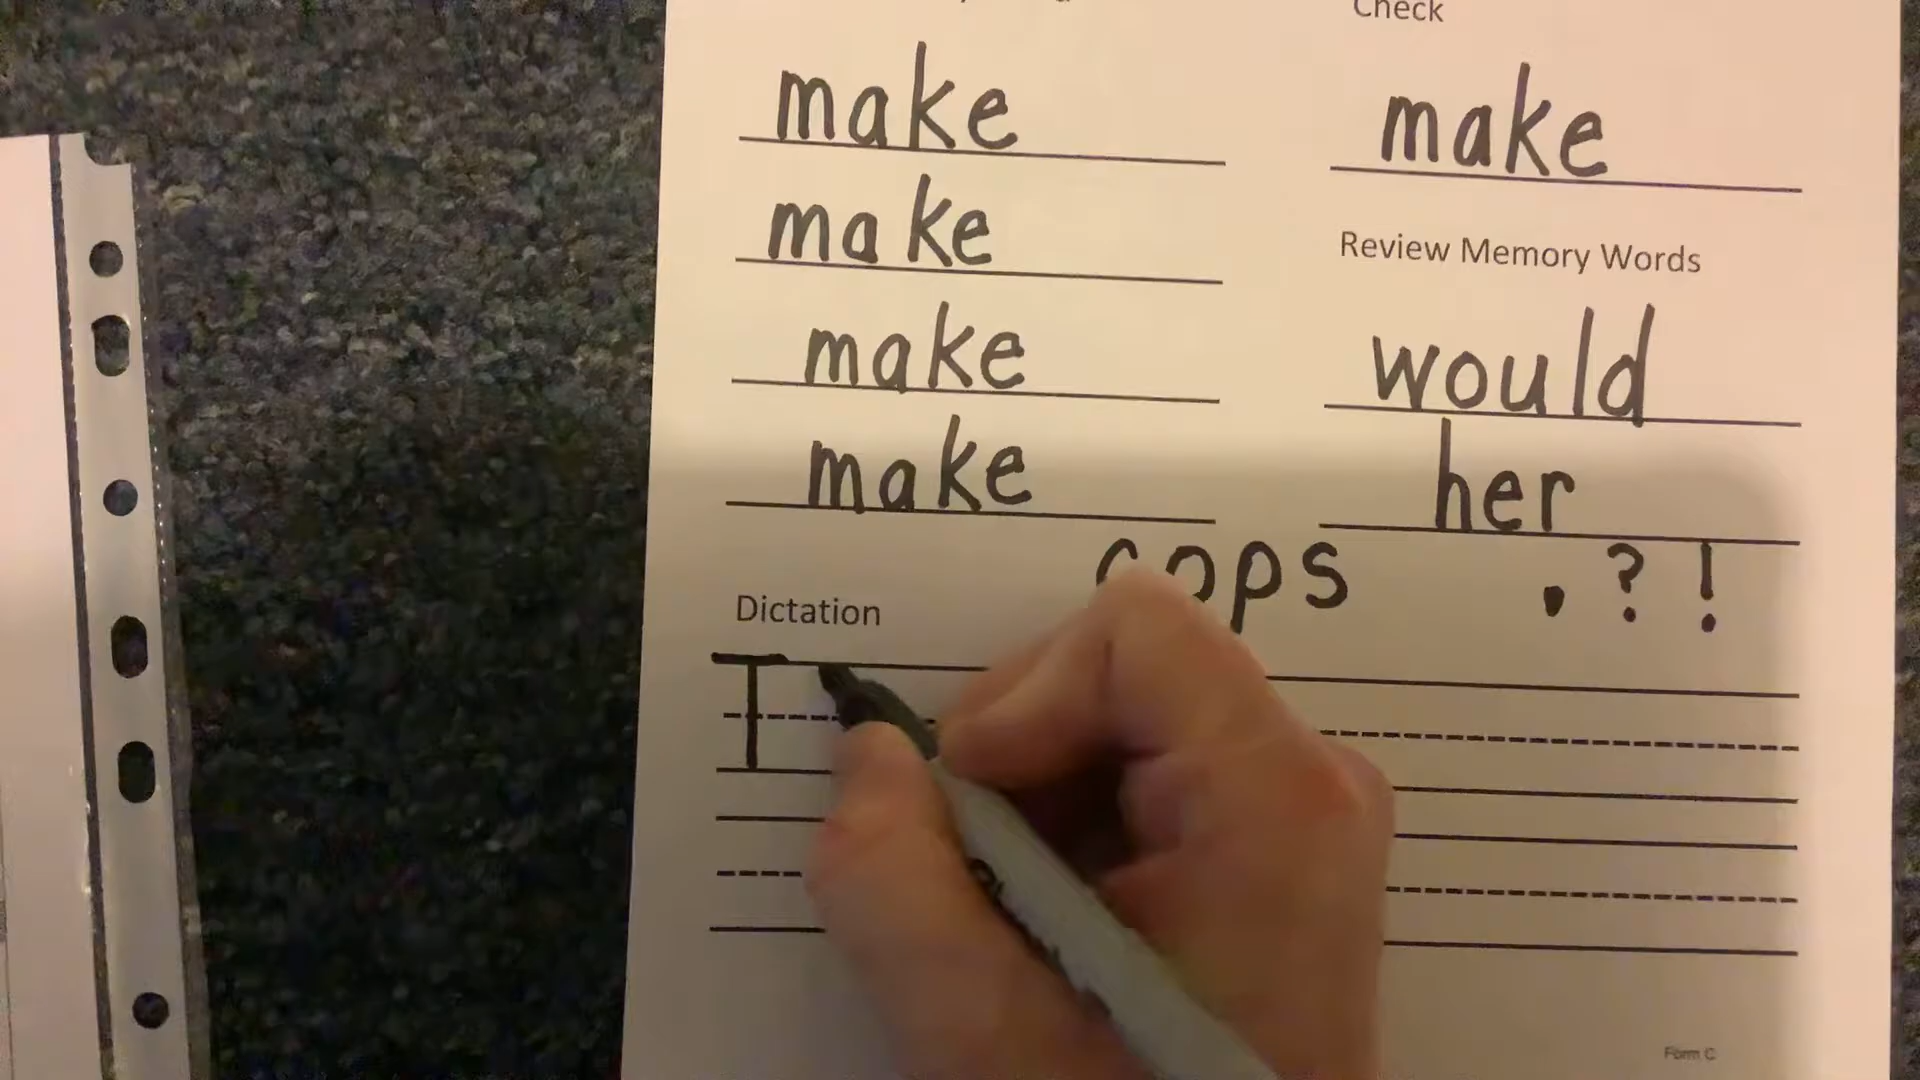 Check
make
make
make
make
make
Review Memory Words
would
her
cops . ? !
Dictation
T
Form C